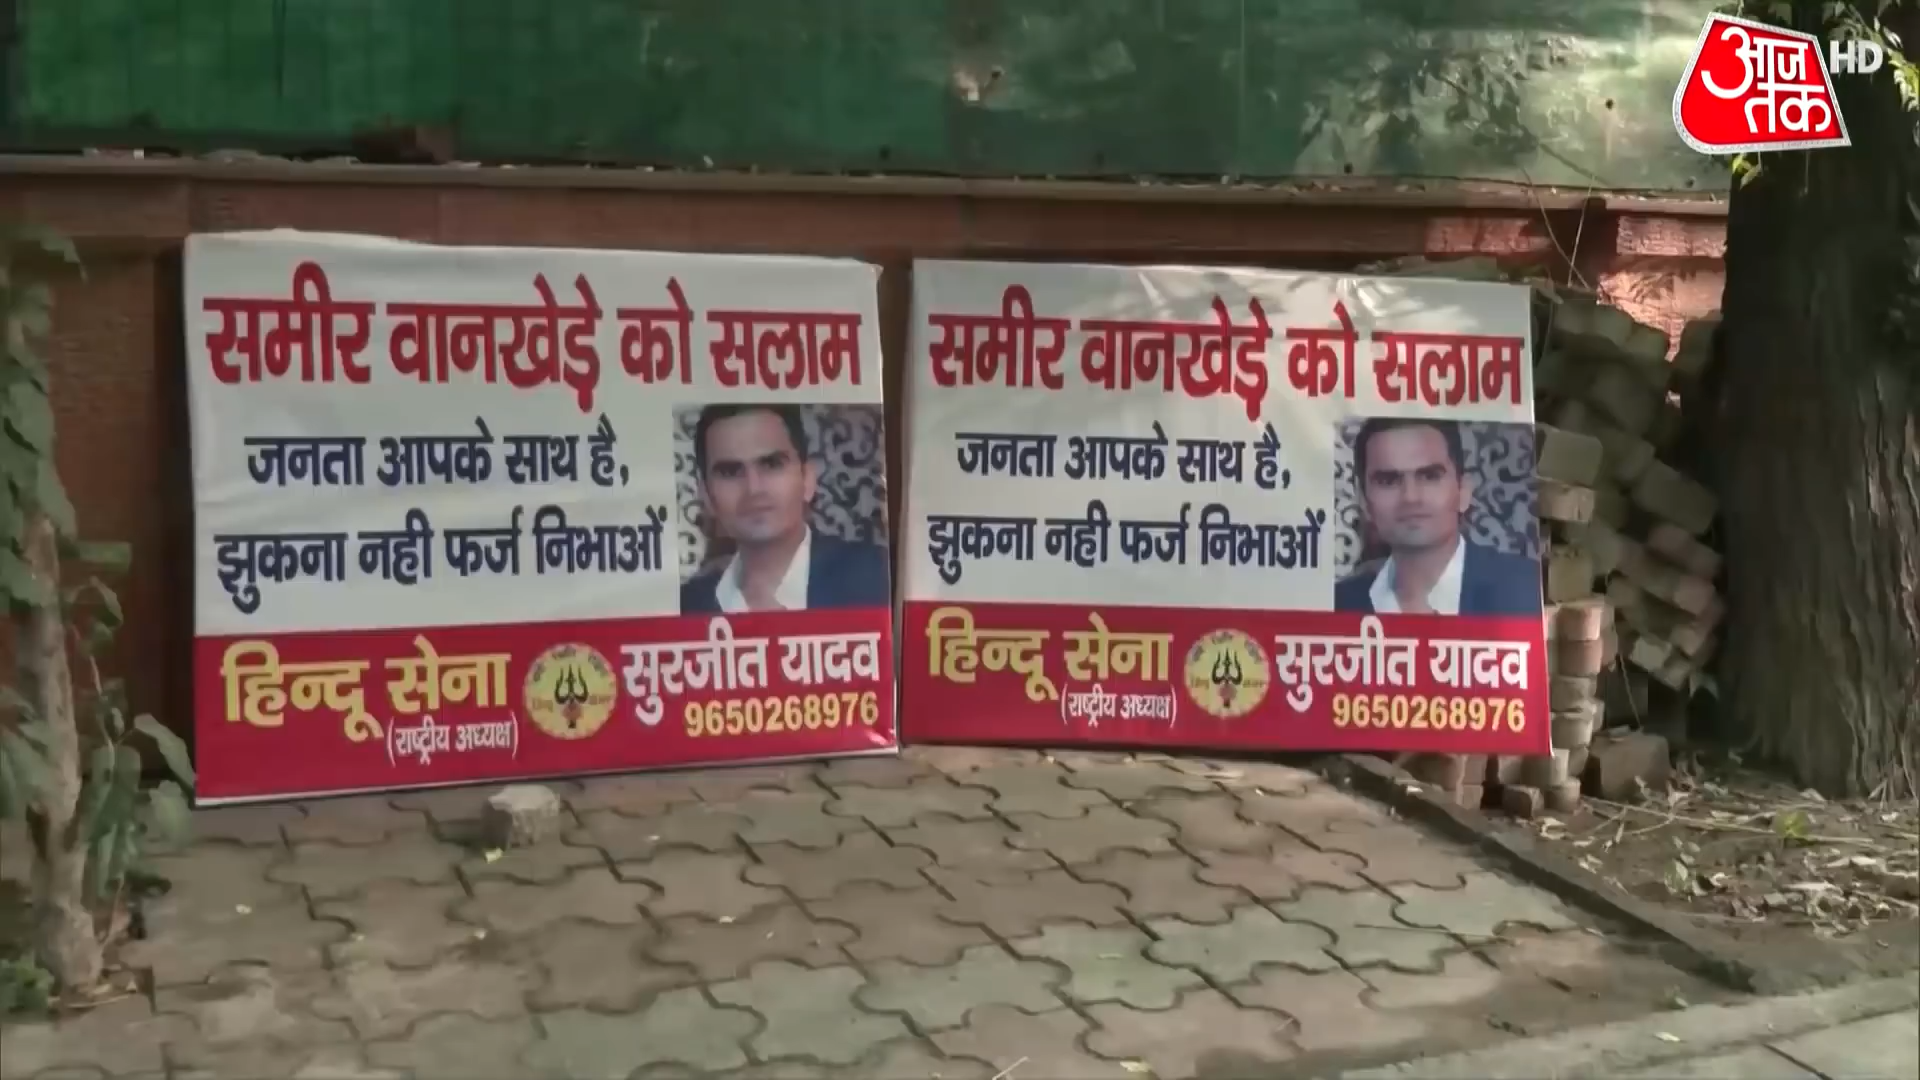 आज तक HD
समीर वानखेड़े को सलाम
जनता आपके साथ है,
झुकना नही फर्ज निभाओं
हिन्दू सेना
(राष्ट्रीय अध्यक्ष)
सुरजीत यादव
9650268976
समीर वानखेड़े को सलाम
जनता आपके साथ है,
झुकना नही फर्ज निभाओं
हिन्दू सेना
(राष्ट्रीय अध्यक्ष)
सुरजीत यादव
9650268976